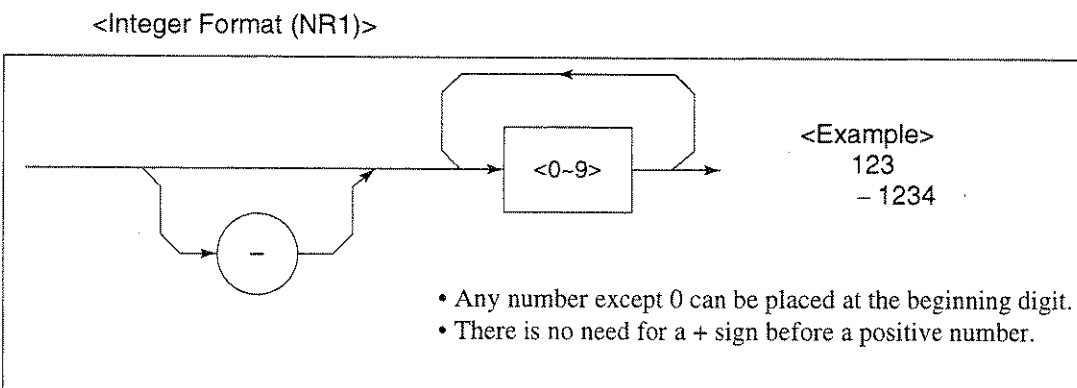 <Integer Format (NR1)>
<0~9>
–
<Example>
123
– 1234
• Any number except 0 can be placed at the beginning digit.
• There is no need for a + sign before a positive number.